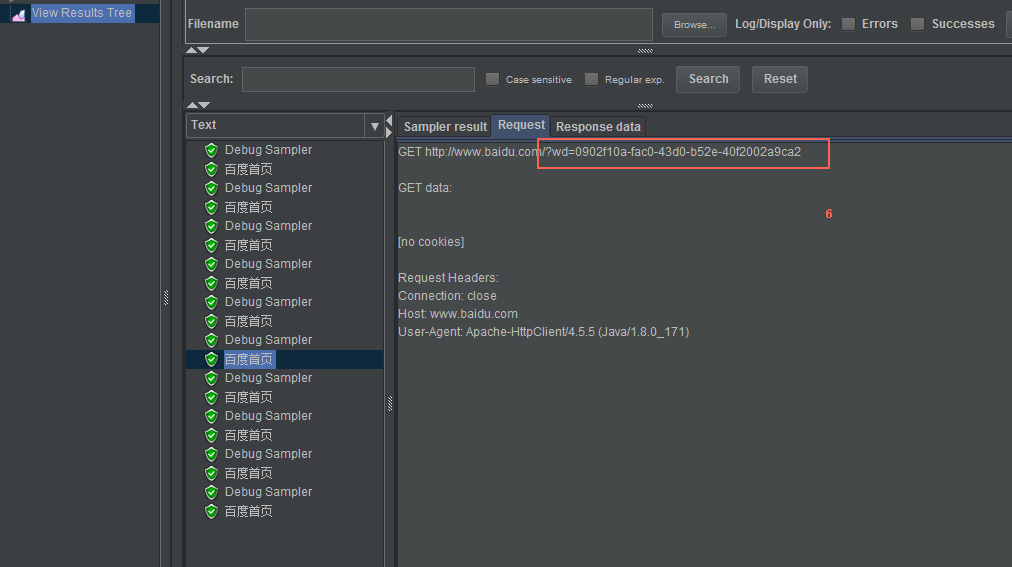 View Results Tree
Filename Browse... Log/Display Only: Errors Successes
Search: Case sensitive Regular exp. Search Reset
Text
Sampler result Request Response data
Debug Sampler
百度首页
Debug Sampler
百度首页
Debug Sampler
百度首页
Debug Sampler
百度首页
Debug Sampler
百度首页
Debug Sampler
百度首页
Debug Sampler
百度首页
Debug Sampler
百度首页
Debug Sampler
百度首页
Debug Sampler
百度首页
GET http://www.baidu.com/?wd=0902f10a-fac0-43d0-b52e-40f2002a9ca2
GET data:
6
[no cookies]
Request Headers:
Connection: close
Host: www.baidu.com
User-Agent: Apache-HttpClient/4.5.5 (Java/1.8.0_171)